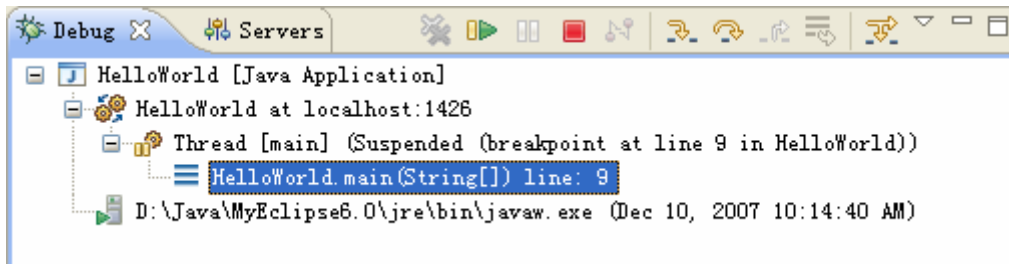 Debug Servers
HelloWorld [Java Application]
HelloWorld at localhost:1426
Thread [main] (Suspended (breakpoint at line 9 in HelloWorld))
HelloWorld.main(String[]) line: 9
D:\Java\MyEclipse6.0\jre\bin\javaw.exe (Dec 10, 2007 10:14:40 AM)